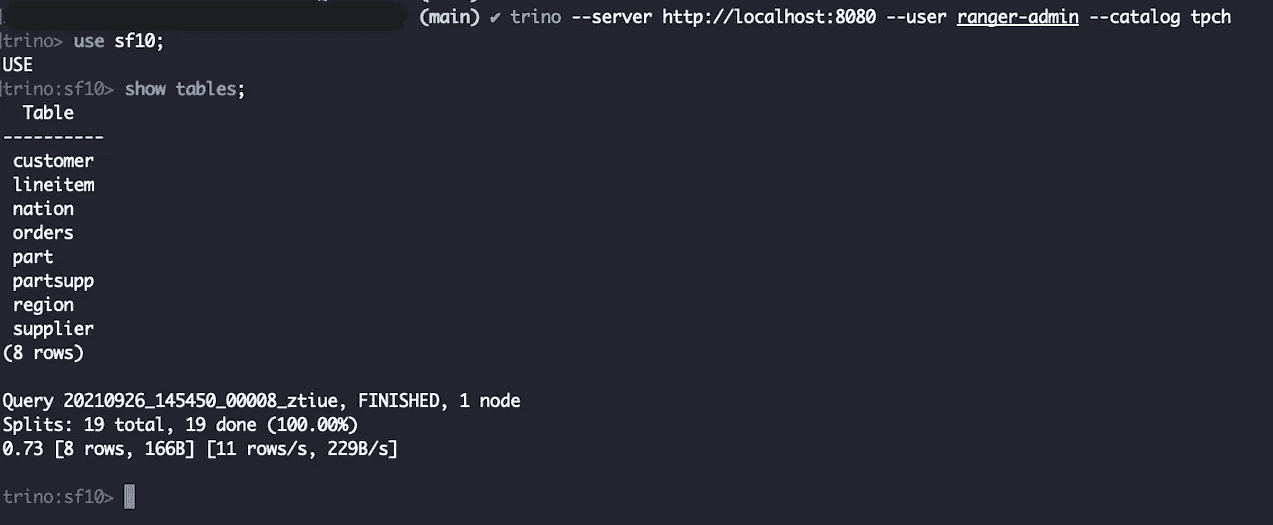 (main) ✔ trino --server http://localhost:8080 --user ranger-admin --catalog tpch
trino> use sf10;
USE
trino:sf10> show tables;
Table
----------
customer
lineitem
nation
orders
part
partsupp
region
supplier
(8 rows)
Query 20210926_145450_00008_ztiue, FINISHED, 1 node
Splits: 19 total, 19 done (100.00%)
0.73 [8 rows, 166B] [11 rows/s, 229B/s]
trino:sf10>